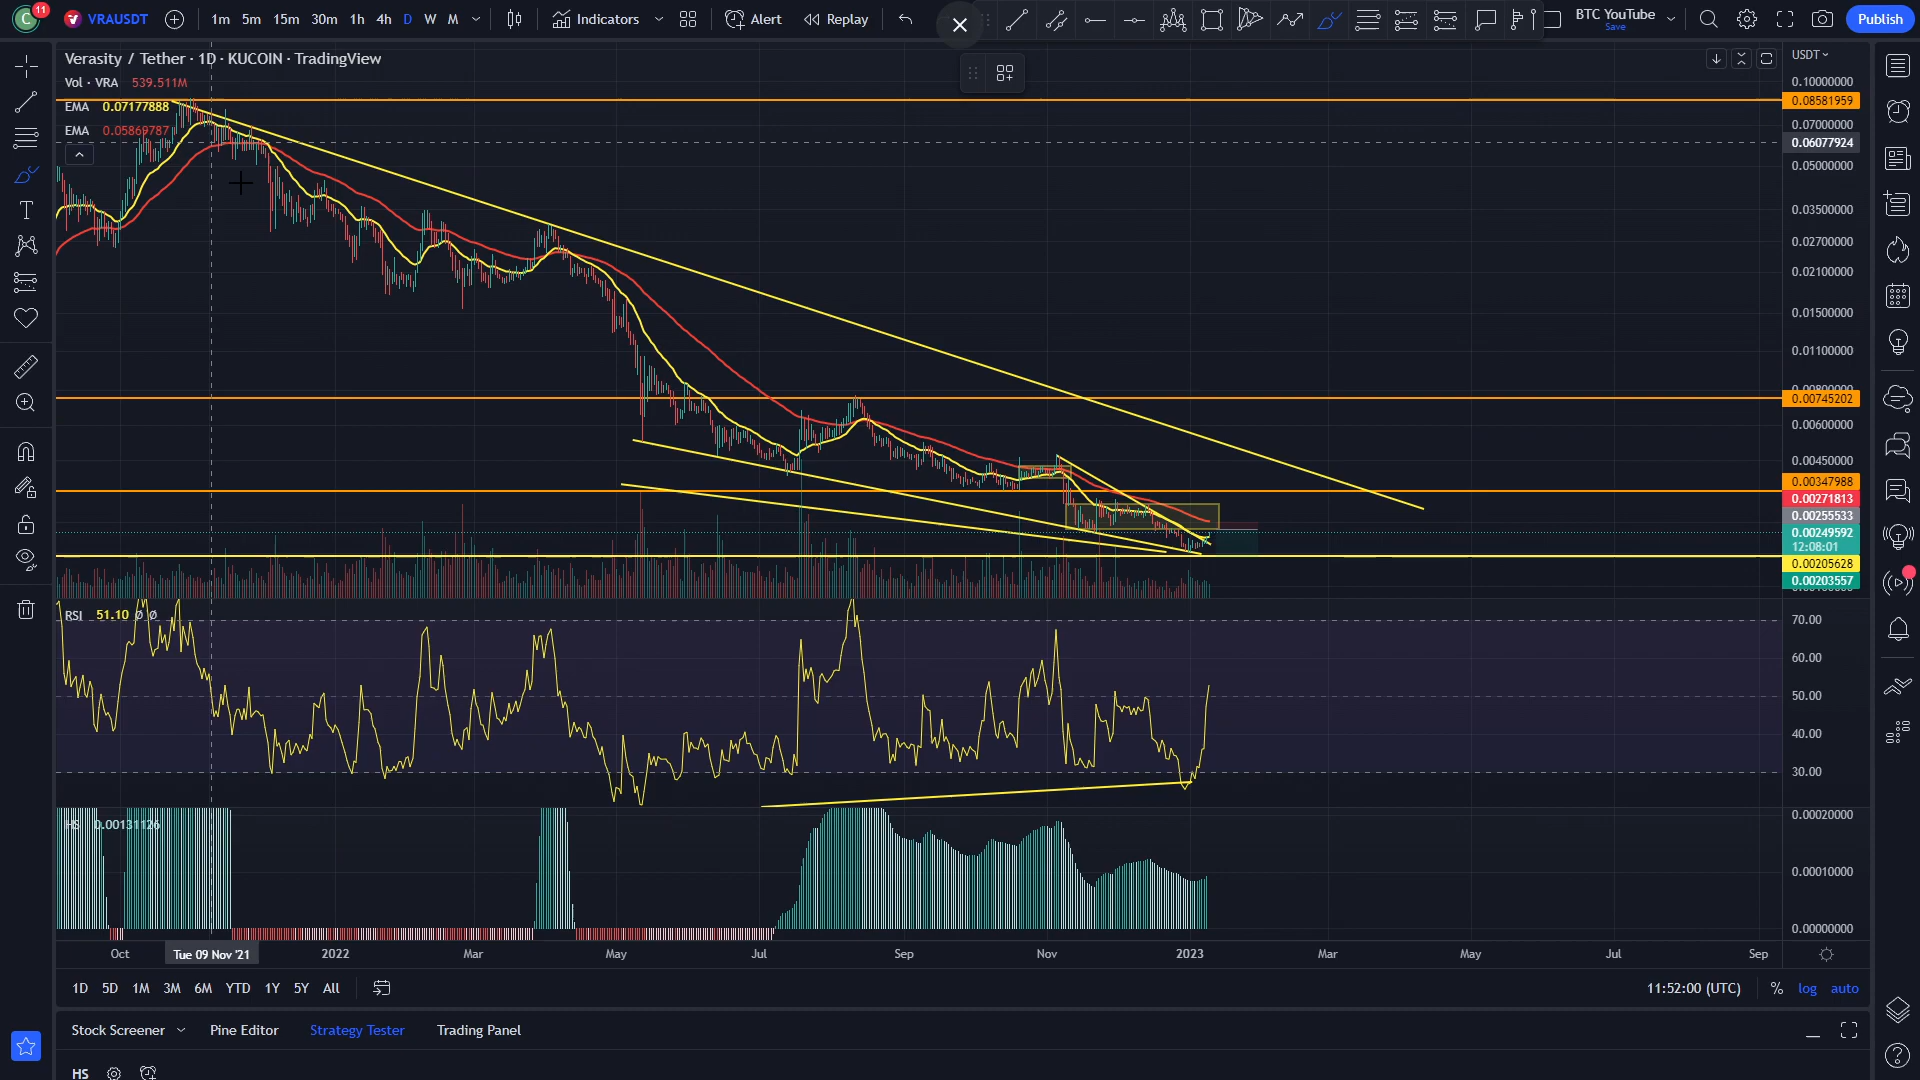 C 11 VRAUSDT 1m 5m 15m 30m 1h 4h D W M Indicators Alert Replay BTC YouTube Save Publish
Verasity / Tether · 1D · KUCOIN · TradingView
Vol · VRA 539.511M
EMA 0.07177888
EMA 0.05869787
USDT
0.10000000
0.08581959
0.07000000
0.06077924
0.05000000
0.03500000
0.02700000
0.02100000
0.01500000
0.01100000
0.00800000
0.00745202
0.00600000
0.00450000
0.00347988
0.00271813
0.00255533
0.00249592
12:08:01
0.00205628
0.00203557
RSI 51.10 Ø Ø
70.00
60.00
50.00
40.00
30.00
HS 0.00131126
0.00020000
0.00010000
0.00000000
Oct Tue 09 Nov '21 2022 Mar May Jul Sep Nov 2023 Mar May Jul Sep
1D 5D 1M 3M 6M YTD 1Y 5Y All 11:52:00 (UTC) % log auto
Stock Screener Pine Editor Strategy Tester Trading Panel
HS